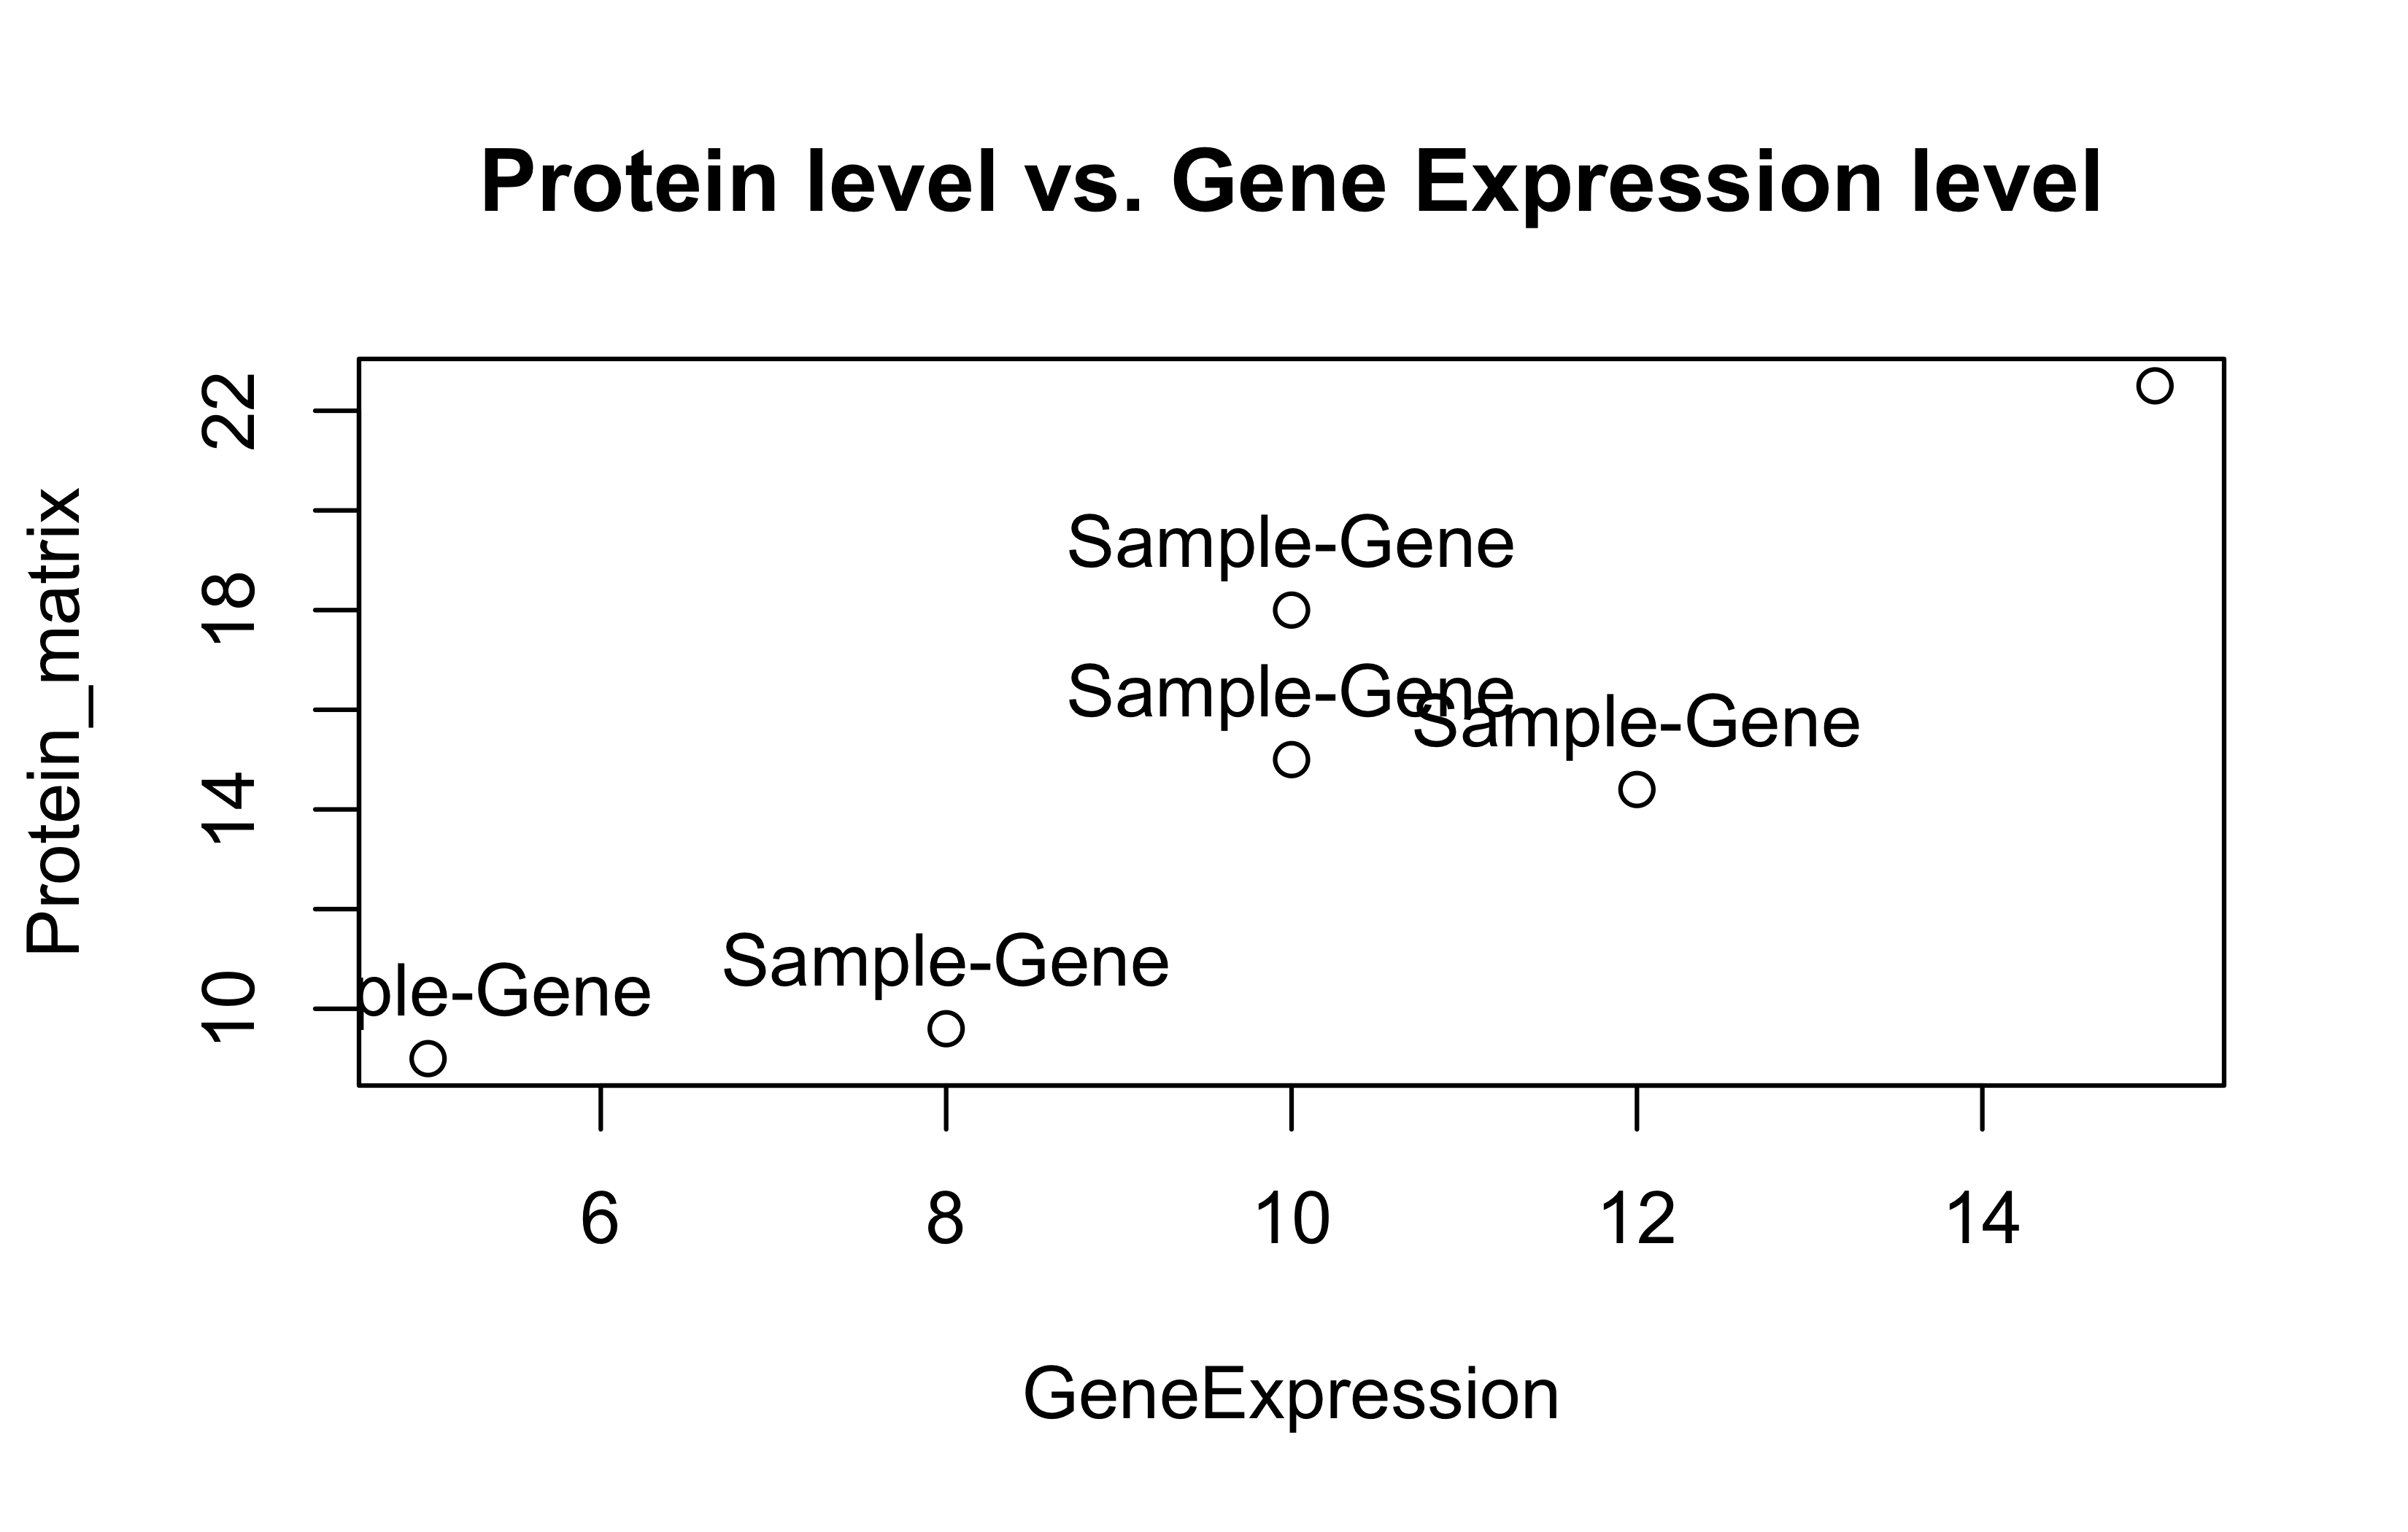 Protein level vs. Gene Expression level
Protein_matrix
22
18
14
10
Sample-Gene
Sample-Gene
Sample-Gene
Sample-Gene
ple-Gene
6
8
10
12
14
GeneExpression